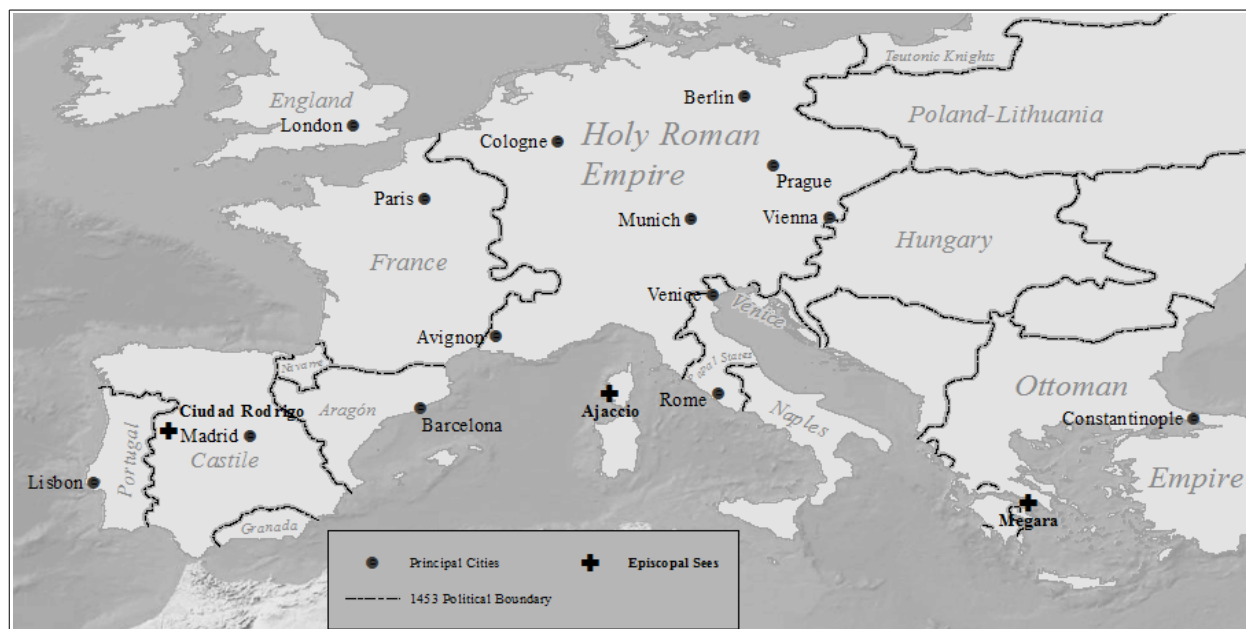 Teutonic Knights
England
Berlin
Poland-Lithuania
London
Cologne
Holy Roman
Empire
Prague
Paris
Munich
Vienna
Hungary
France
Venice
Venice
Avignon
Navarre
Papal States
Ottoman
Ciudad Rodrigo
Aragón
Ajaccio
Rome
Naples
Constantinople
Madrid
Barcelona
Portugal
Castile
Lisbon
Empire
Granada
Megara
Principal Cities
Episcopal Sees
1453 Political Boundary